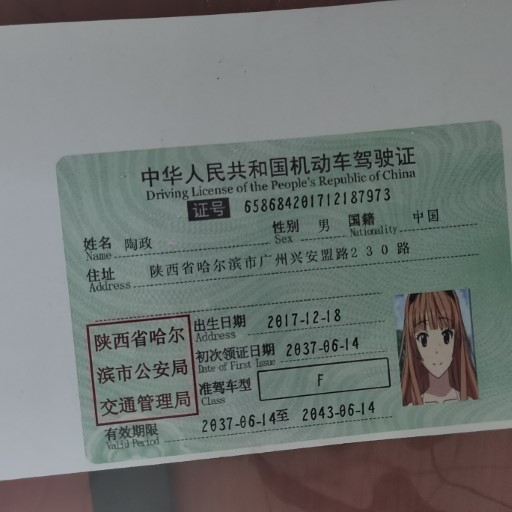 中华人民共和国机动车驾驶证
Driving License of the People's Republic of China
证号 658684201712187973
姓名 陶政 性别 男 国籍 中国
Name Sex Nationality
住址 陕西省哈尔滨市广州兴安盟路230路
Address
陕西省哈尔
滨市公安局
交通管理局
出生日期 2017-12-18
Address
初次领证日期 2037-06-14
Date of First Issue
准驾车型 F
Class
有效期限 2037-06-14至 2043-06-14
Valid Period